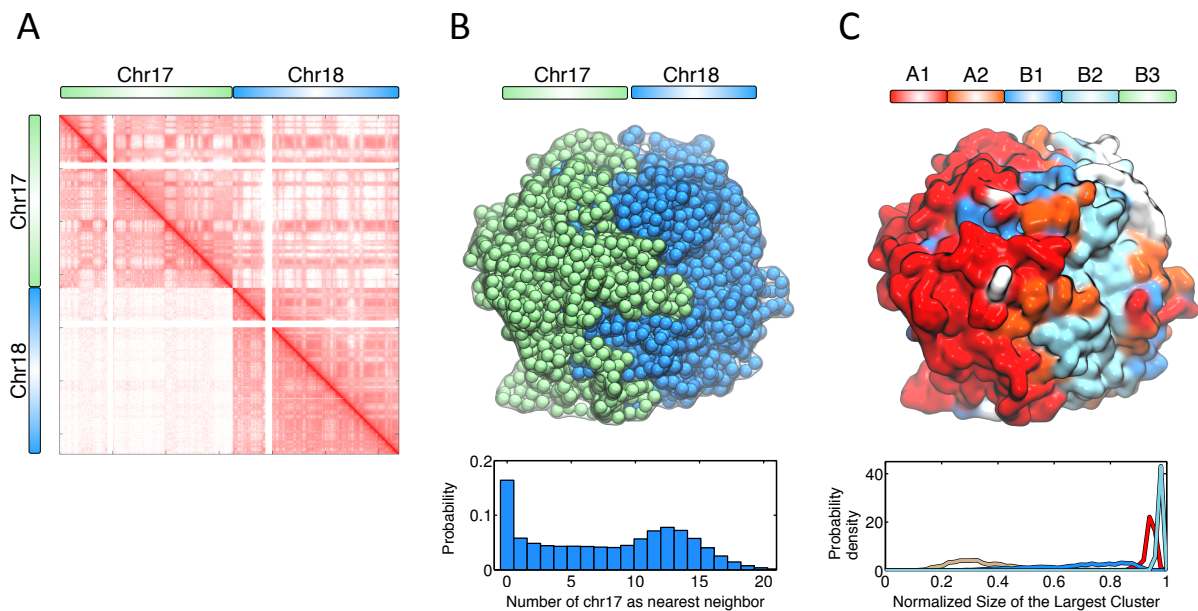 A
Chr17
Chr18
Chr17
Chr18
B
Chr17
Chr18
0.2
0.1
0
Probability
0
5
10
15
20
Number of chr17 as nearest neighbor
C
A1
A2
B1
B2
B3
40
20
0
Probability
density
0
0.2
0.4
0.6
0.8
1
Normalized Size of the Largest Cluster